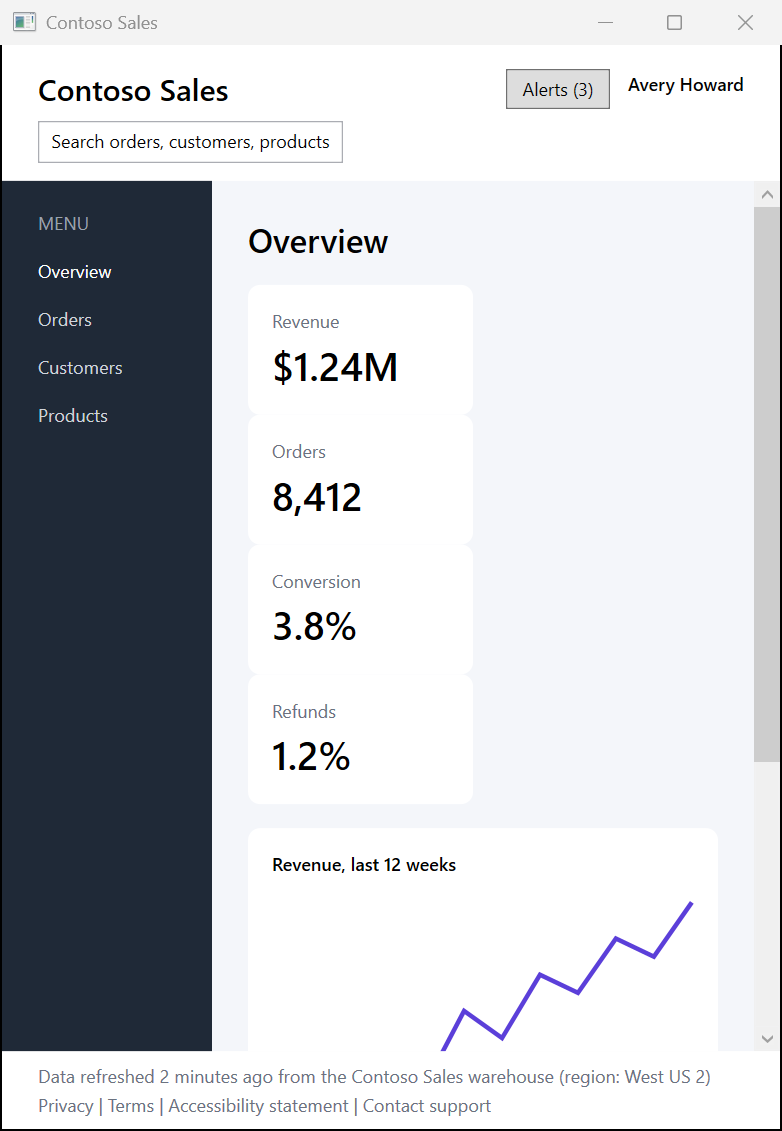 Contoso Sales
Contoso Sales
Alerts (3)
Avery Howard
Search orders, customers, products
MENU
Overview
Orders
Customers
Products
Overview
Revenue
$1.24M
Orders
8,412
Conversion
3.8%
Refunds
1.2%
Revenue, last 12 weeks
Data refreshed 2 minutes ago from the Contoso Sales warehouse (region: West US 2)
Privacy | Terms | Accessibility statement | Contact support